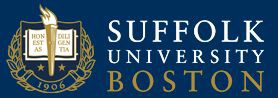 HON
EST
AS
DILI
GEN
TIA
1906
SUFFOLK
UNIVERSITY
BOSTON